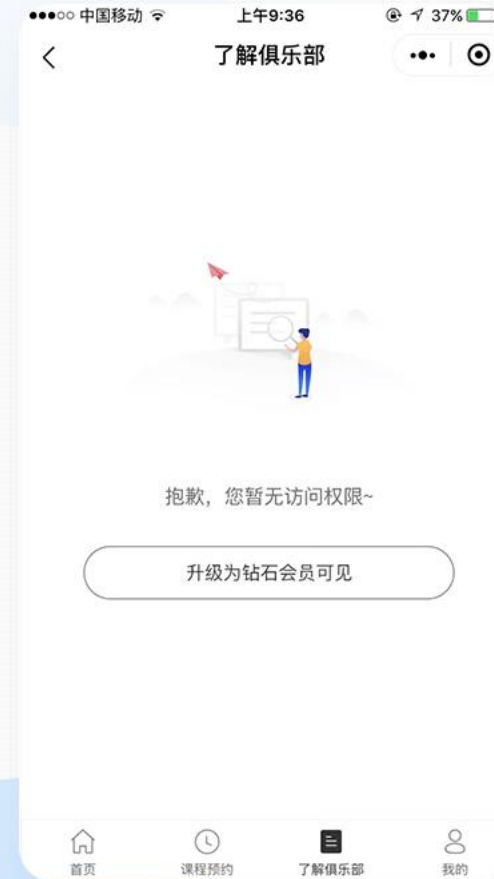 中国移动 上午9:36 37%
了解俱乐部
抱歉，您暂无访问权限~
升级为钻石会员可见
首页 课程预约 了解俱乐部 我的